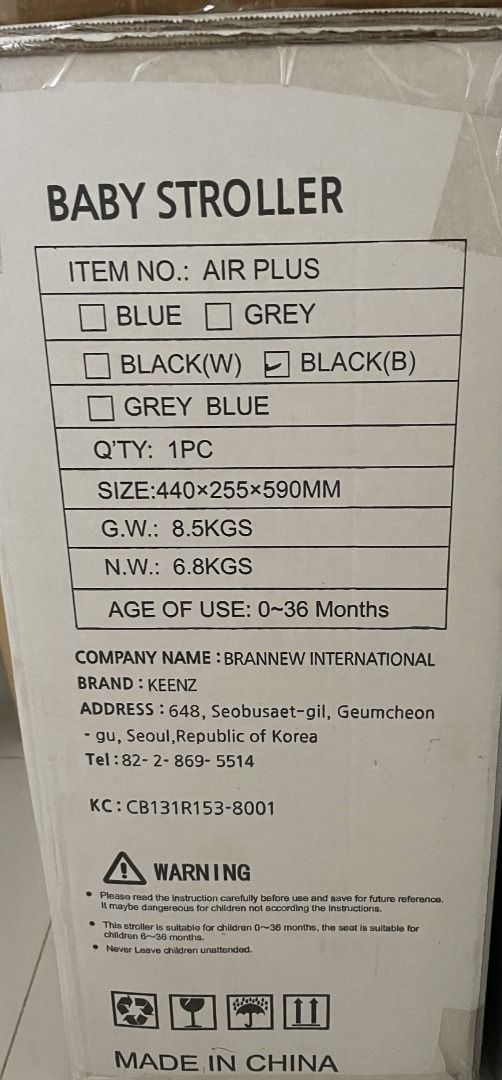 BABY STROLLER
ITEM NO.: AIR PLUS
BLUE GREY
BLACK(W) BLACK(B)
GREY BLUE
Q'TY: 1PC
SIZE:440×255×590MM
G.W.: 8.5KGS
N.W.: 6.8KGS
AGE OF USE: 0~36 Months
COMPANY NAME : BRANNEW INTERNATIONAL
BRAND : KEENZ
ADDRESS : 648, Seobusaet-gil, Geumcheon
- gu, Seoul,Republic of Korea
Tel : 82- 2- 869- 5514
KC : CB131R153-8001
WARNING
• Please read the instruction carefully before use and save for future reference.
It maybe dangereous for children not according the instructions.
• This stroller is suitable for children 0~36 months, the seat is suitable for
children 6~36 months.
• Never Leave children unattended.
MADE IN CHINA